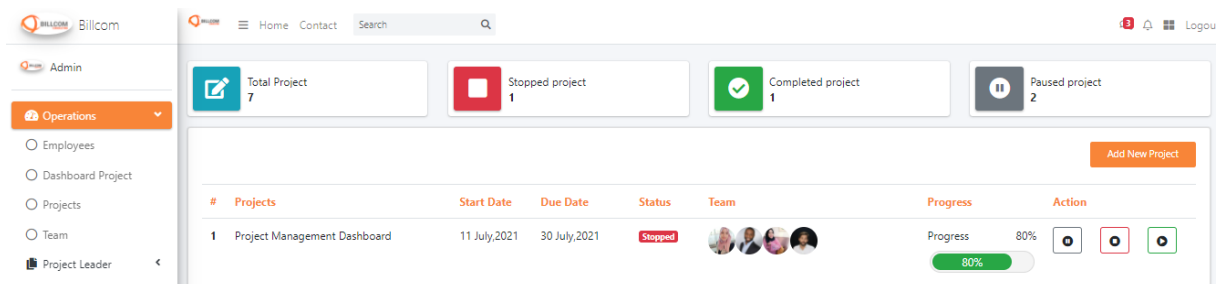 BILLCOM Billcom
Admin
Operations
Employees
Dashboard Project
Projects
Team
Project Leader
Home Contact Search 3 Logou
Total Project
7
Stopped project
1
Completed project
1
Paused project
2
Add New Project
# Projects Start Date Due Date Status Team Progress Action
1 Project Management Dashboard 11 July,2021 30 July,2021 Stopped Progress 80%
80%